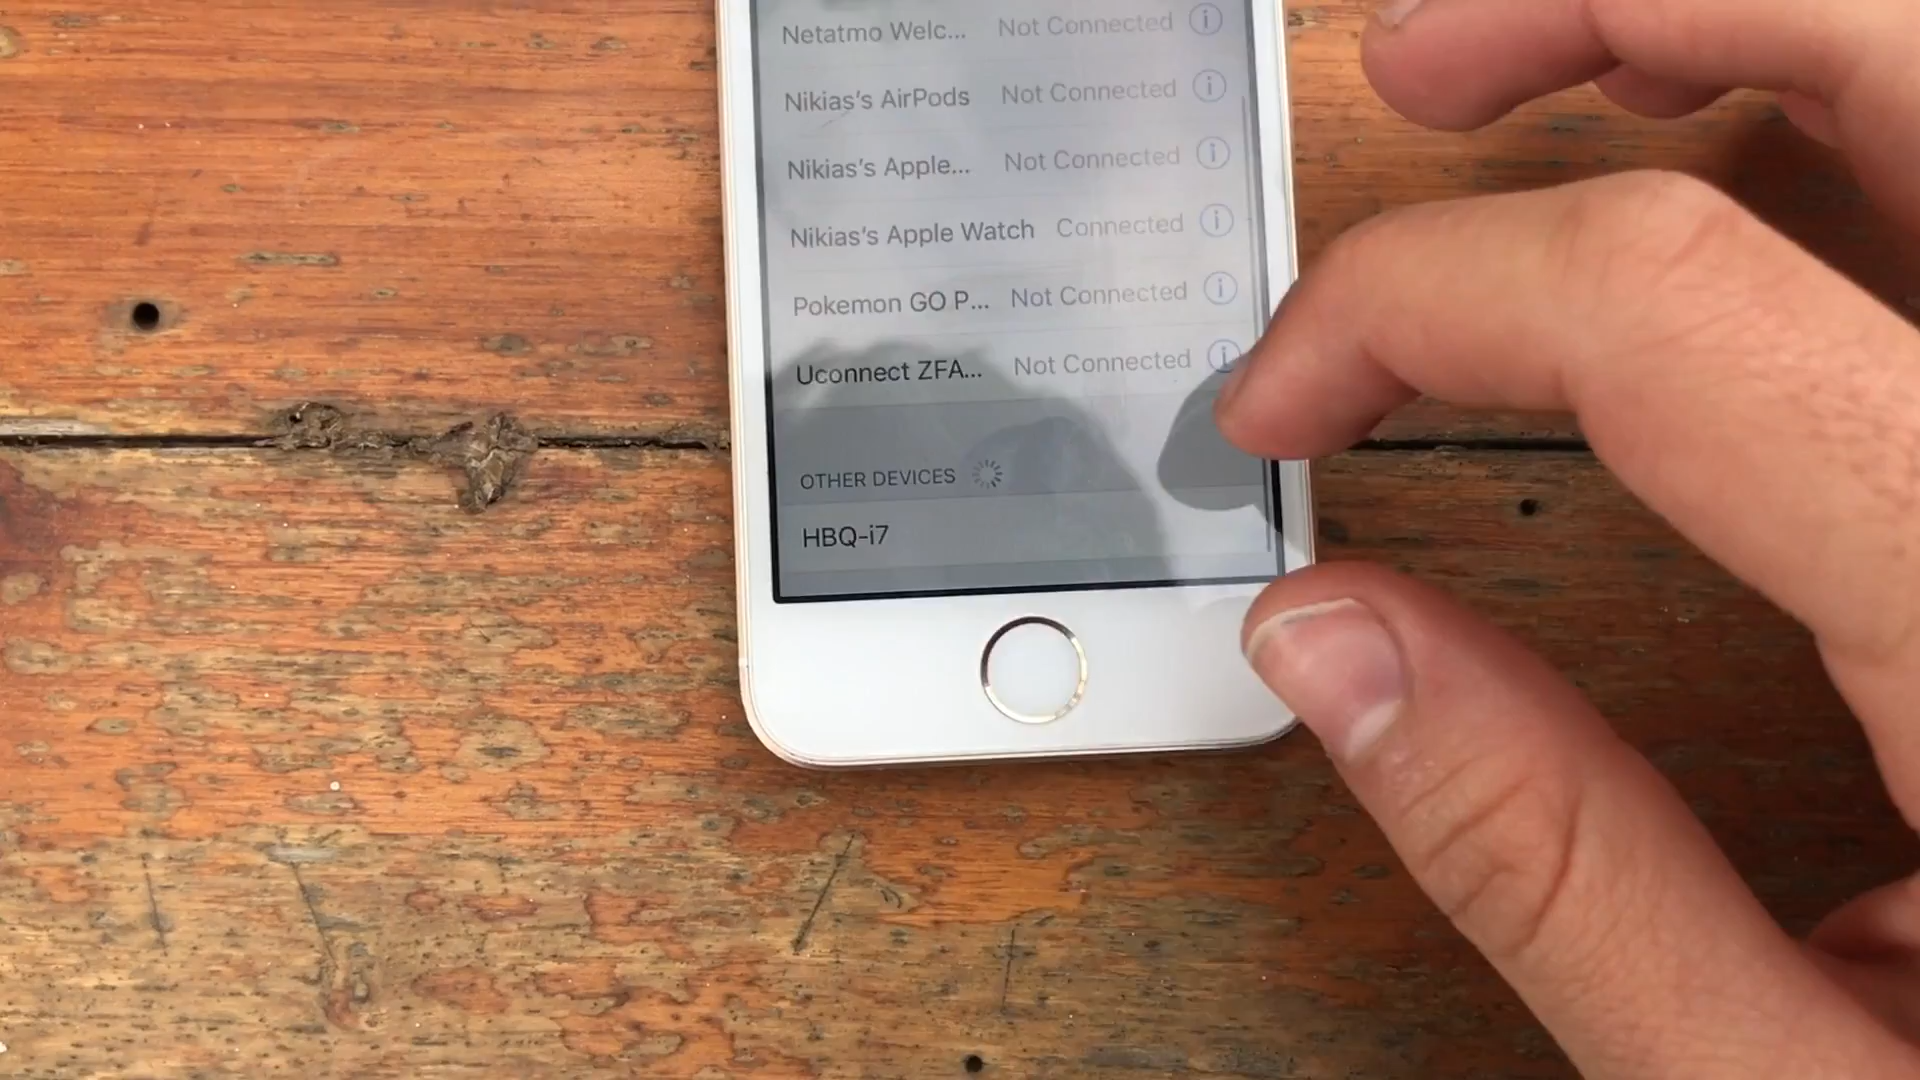 Netatmo Welc... Not Connected
Nikias's AirPods Not Connected
Nikias's Apple... Not Connected
Nikias's Apple Watch Connected
Pokemon GO P... Not Connected
Uconnect ZFA... Not Connected
OTHER DEVICES
HBQ-i7